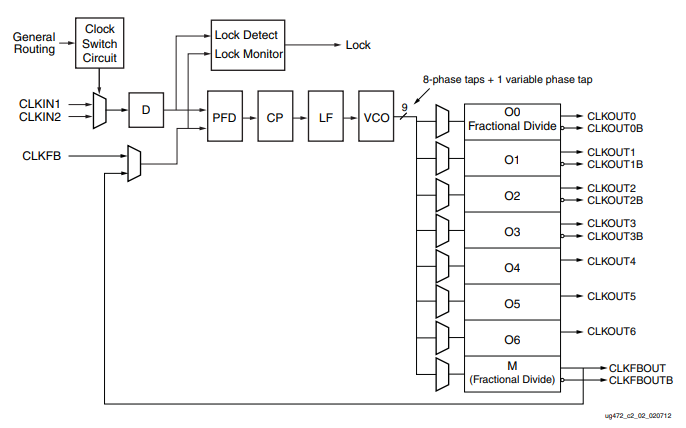 General
Routing
Clock
Switch
Circuit
Lock Detect
Lock Monitor
Lock
8-phase taps + 1 variable phase tap
CLKIN1
CLKIN2
D
PFD
CP
LF
VCO
9
CLKFB
O0
Fractional Divide
CLKOUT0
CLKOUT0B
O1
CLKOUT1
CLKOUT1B
O2
CLKOUT2
CLKOUT2B
O3
CLKOUT3
CLKOUT3B
O4
CLKOUT4
O5
CLKOUT5
O6
CLKOUT6
M
(Fractional Divide)
CLKFBOUT
CLKFBOUTB
ug472_c2_02_020712